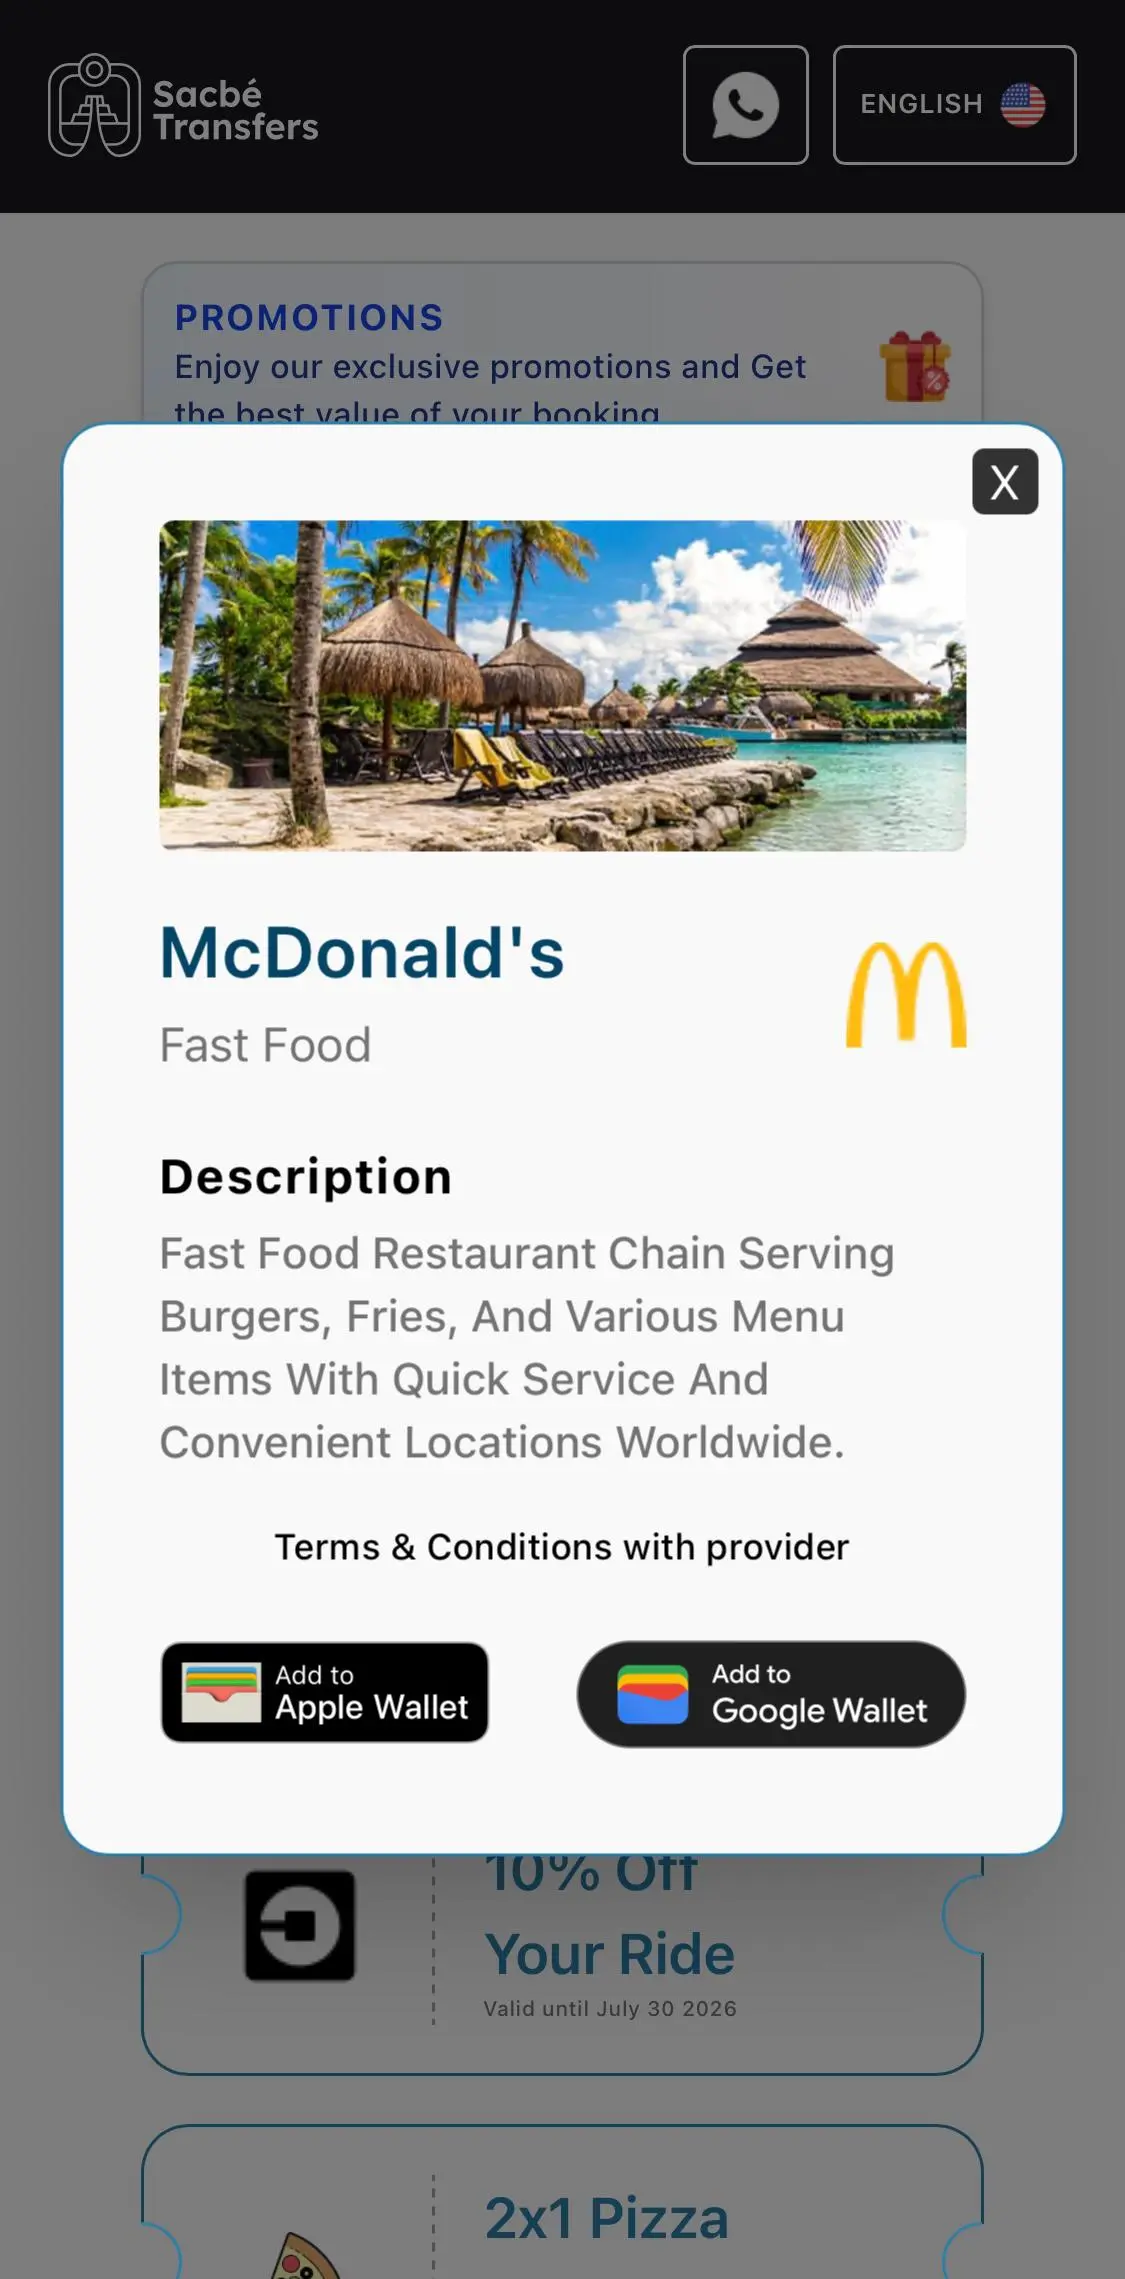 Sacbé
Transfers
ENGLISH
PROMOTIONS
Enjoy our exclusive promotions and Get
the best value of your booking
X
McDonald's
Fast Food
Description
Fast Food Restaurant Chain Serving
Burgers, Fries, And Various Menu
Items With Quick Service And
Convenient Locations Worldwide.
Terms & Conditions with provider
Add to
Apple Wallet
Add to
Google Wallet
10% Off
Your Ride
Valid until July 30 2026
2x1 Pizza